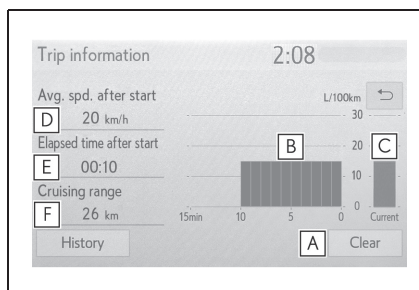 Trip information 2:08
Avg. spd. after start
L/100km
D 20 km/h
30
Elapsed time after start
20
B C
E 00:10
10
Cruising range
0
F 26 km
15min 10 5 0 Current
History A Clear